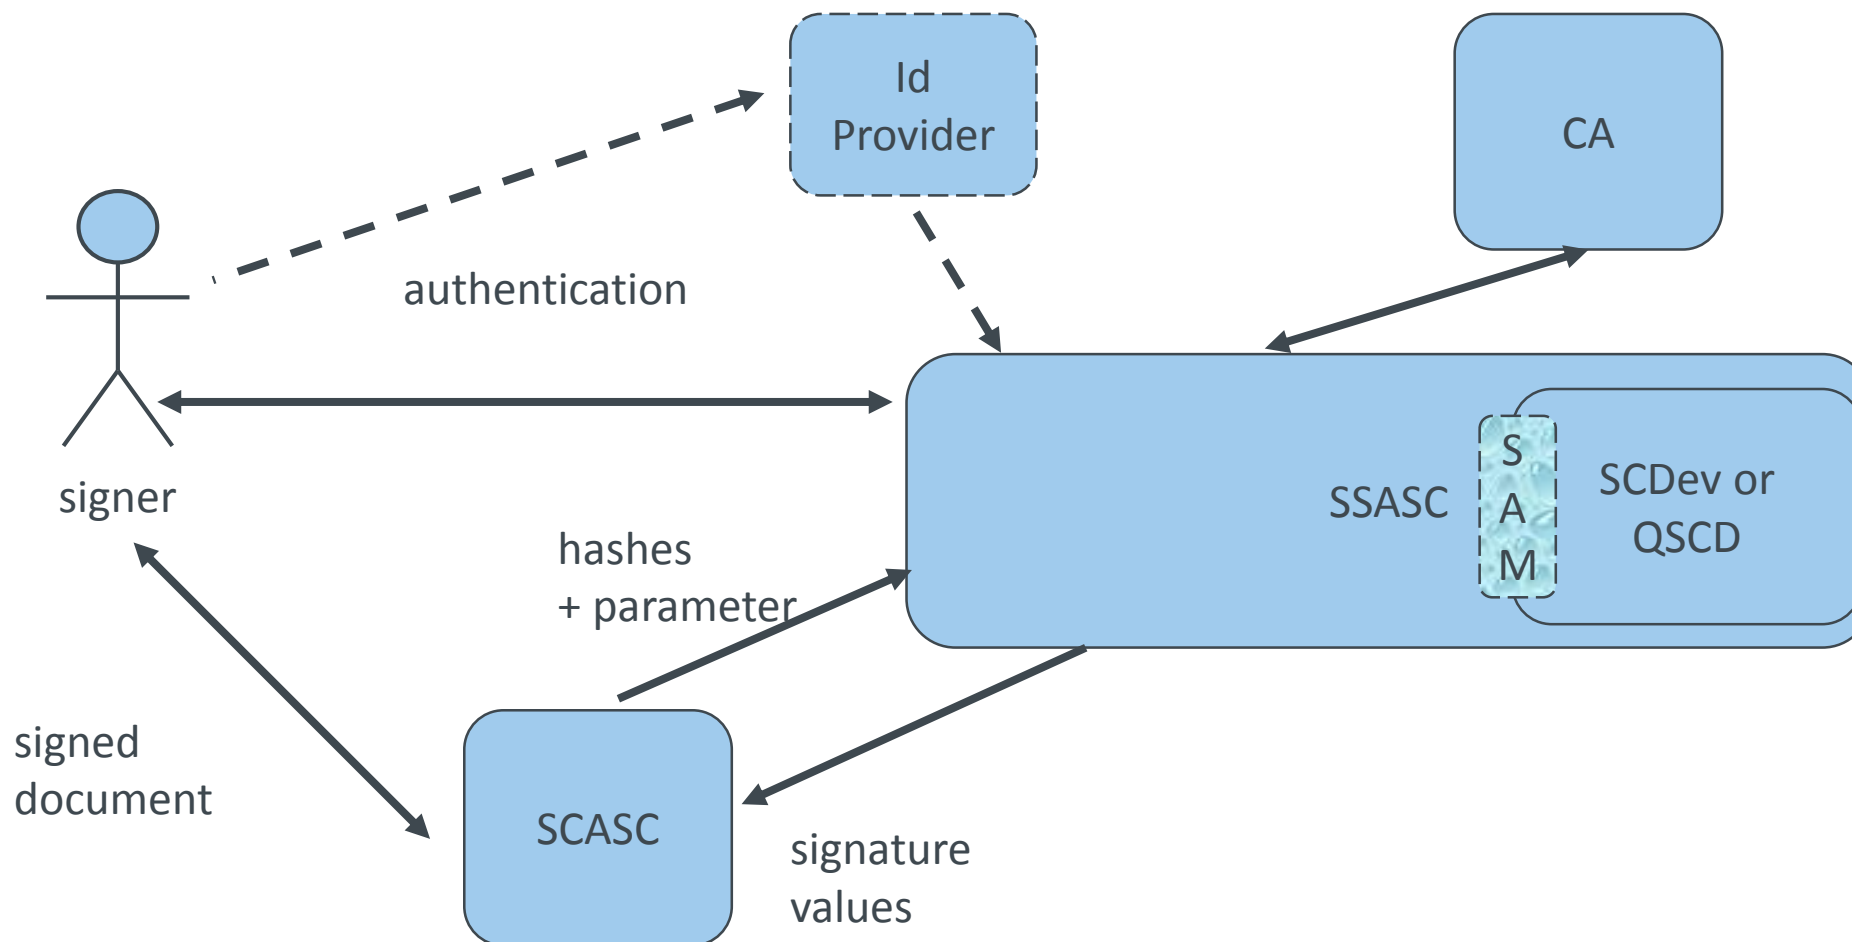 Id
Provider
CA
authentication
signer
SSASC
S
A
M
SCDev or
QSCD
hashes
+ parameter
signed
document
SCASC
signature
values